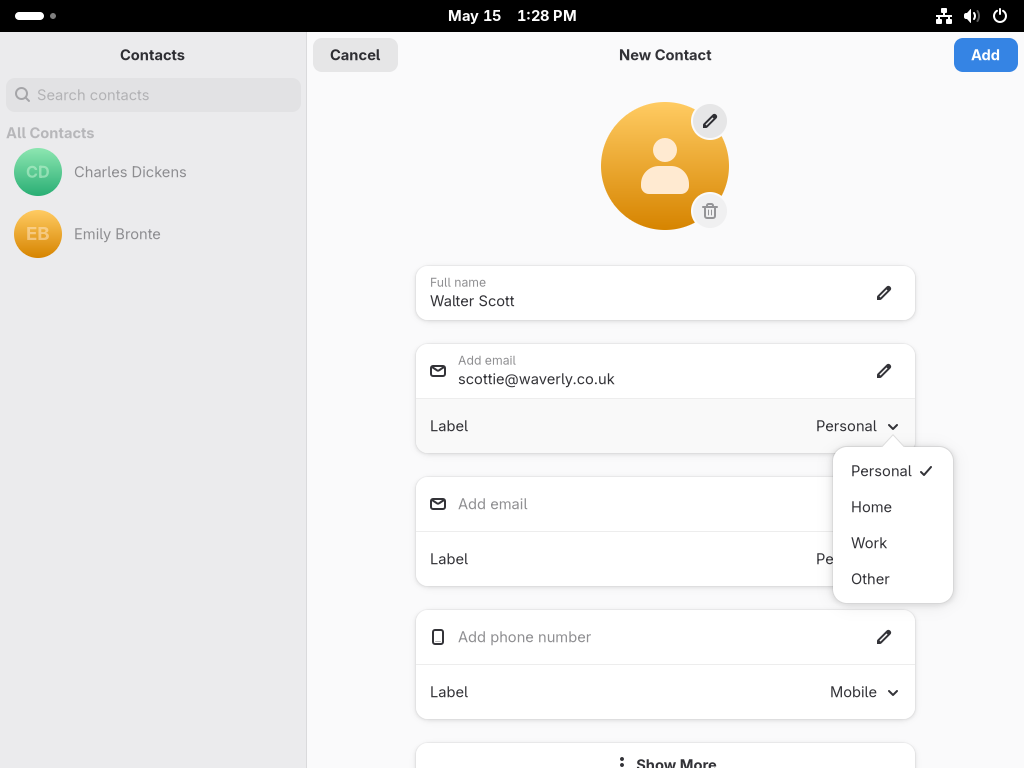 May 15 1:28 PM
Contacts
Search contacts
All Contacts
CD Charles Dickens
EB Emily Bronte
Cancel New Contact Add
Full name
Walter Scott
Add email
scottie@waverly.co.uk
Label Personal
Personal
Home
Work
Other
Add email
Label Pe
Add phone number
Label Mobile
Show More